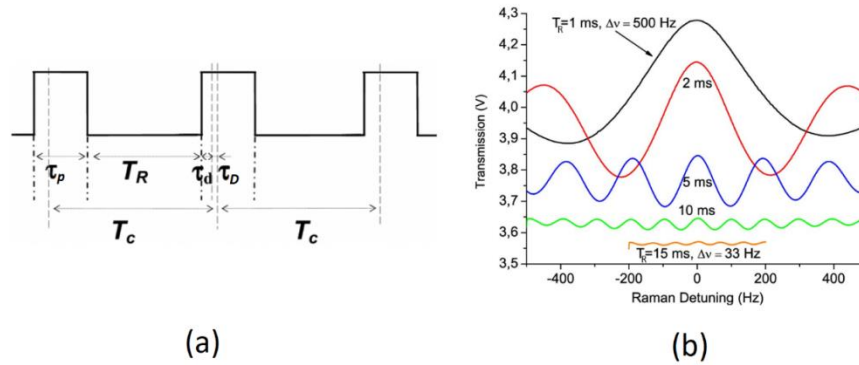 τp
TR
τd
τD
Tc
Tc
(a)
4,3
4,2
4,1
4,0
3,9
3,8
3,7
3,6
3,5
Transmission (V)
TR=1 ms, Δν = 500 Hz
2 ms
5 ms
10 ms
TR=15 ms, Δν = 33 Hz
-400
-200
0
200
400
Raman Detuning (Hz)
(b)